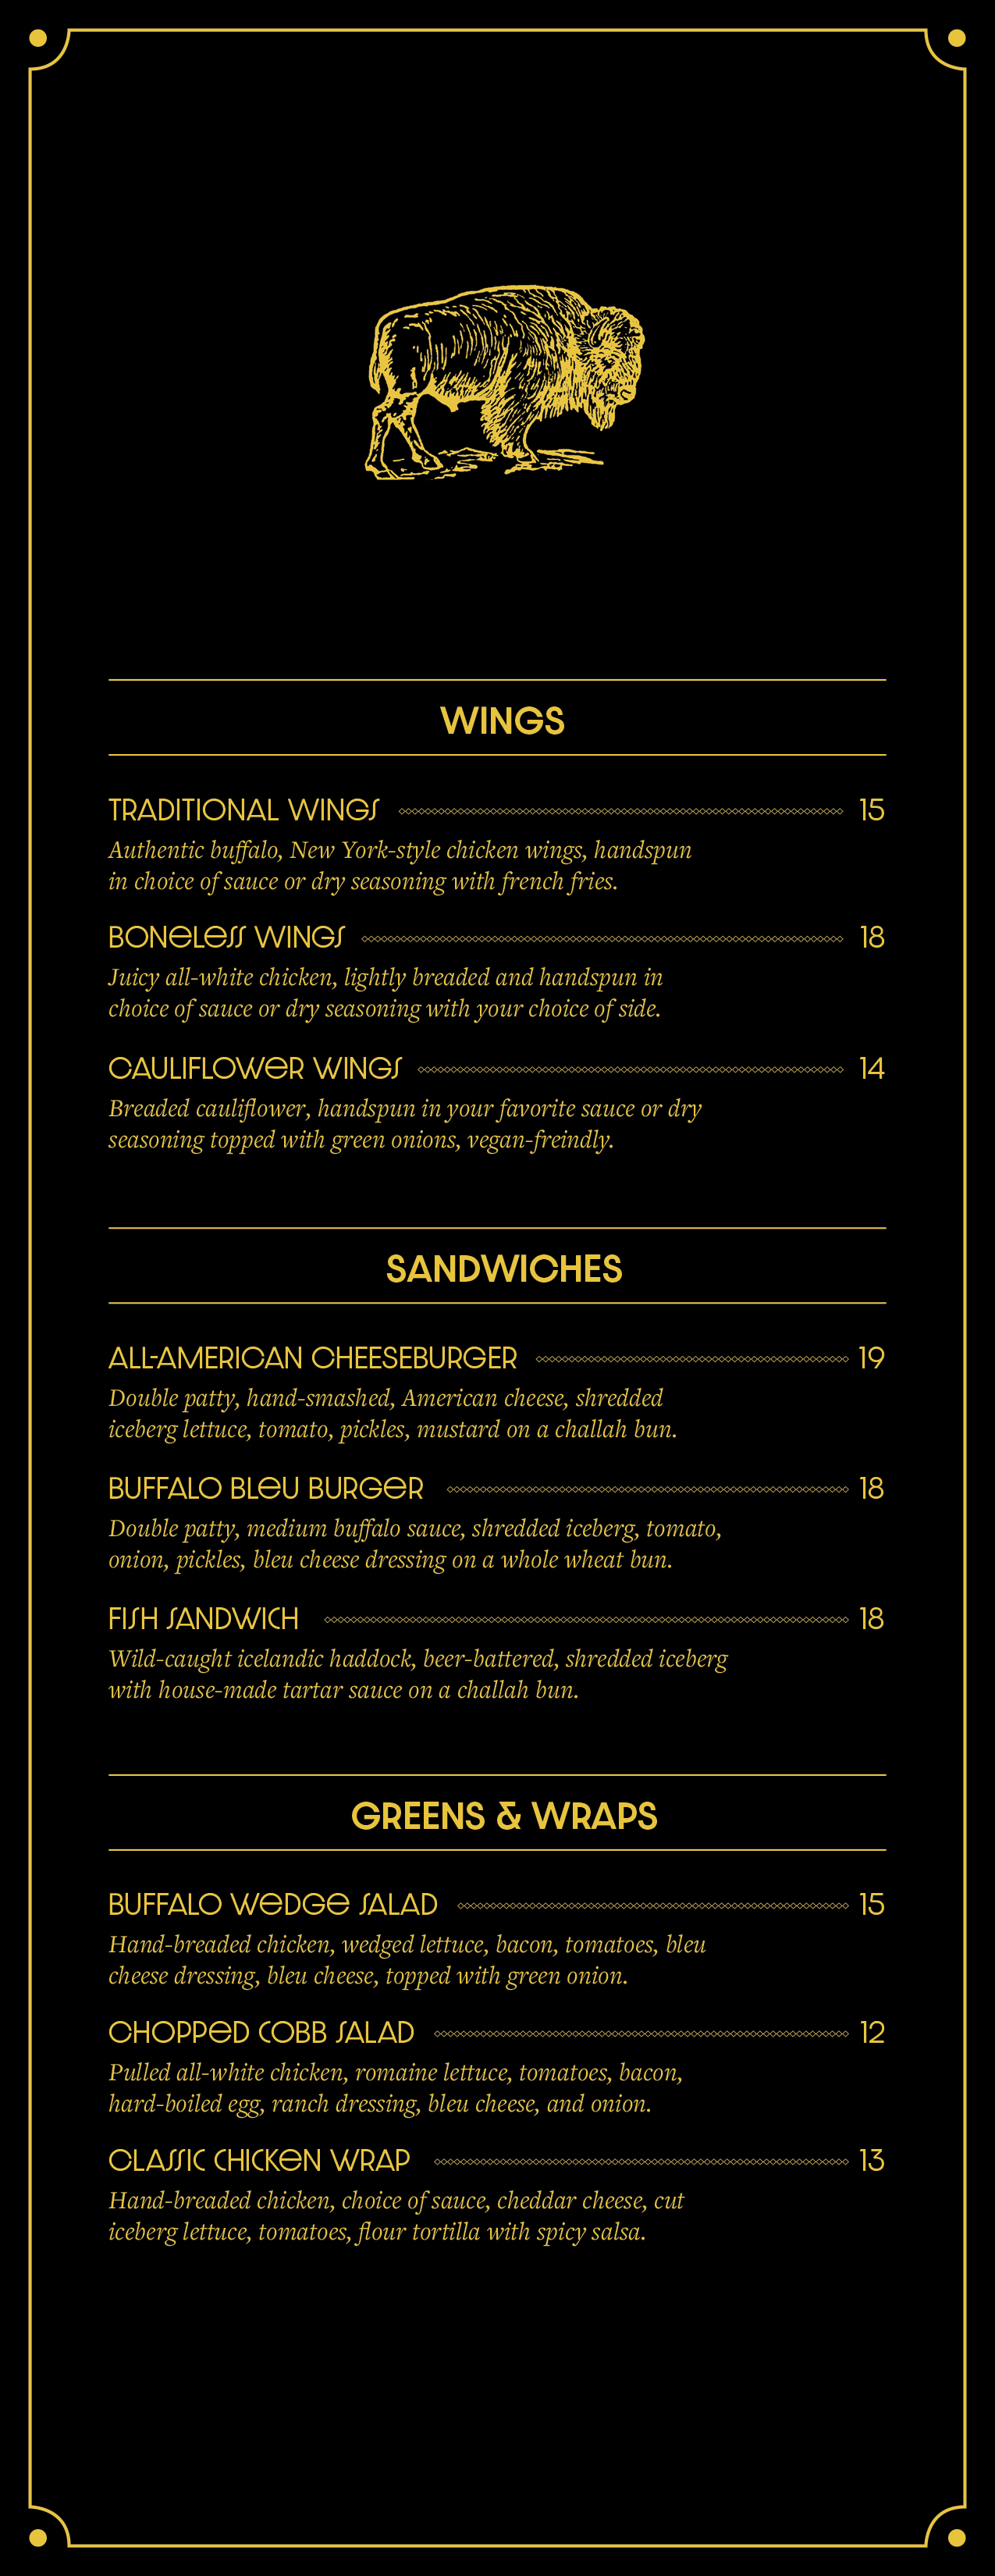 WINGS
TRADITIONAL WINGS 15
Authentic buffalo, New York-style chicken wings, handspun
in choice of sauce or dry seasoning with french fries.
BONeLeSS WINGS 18
Juicy all-white chicken, lightly breaded and handspun in
choice of sauce or dry seasoning with your choice of side.
CAULIFLOWeR WINGS 14
Breaded cauliflower, handspun in your favorite sauce or dry
seasoning topped with green onions, vegan-freindly.
SANDWICHES
ALL-AMERICAN CHEESEBURGER 19
Double patty, hand-smashed, American cheese, shredded
iceberg lettuce, tomato, pickles, mustard on a challah bun.
BUFFALO BLeU BURGeR 18
Double patty, medium buffalo sauce, shredded iceberg, tomato,
onion, pickles, bleu cheese dressing on a whole wheat bun.
FISH SANDWICH 18
Wild-caught icelandic haddock, beer-battered, shredded iceberg
with house-made tartar sauce on a challah bun.
GREENS & WRAPS
BUFFALO WeDGe SALAD 15
Hand-breaded chicken, wedged lettuce, bacon, tomatoes, bleu
cheese dressing, bleu cheese, topped with green onion.
CHOPPeD COBB SALAD 12
Pulled all-white chicken, romaine lettuce, tomatoes, bacon,
hard-boiled egg, ranch dressing, bleu cheese, and onion.
CLASSIC CHICKeN WRAP 13
Hand-breaded chicken, choice of sauce, cheddar cheese, cut
iceberg lettuce, tomatoes, flour tortilla with spicy salsa.